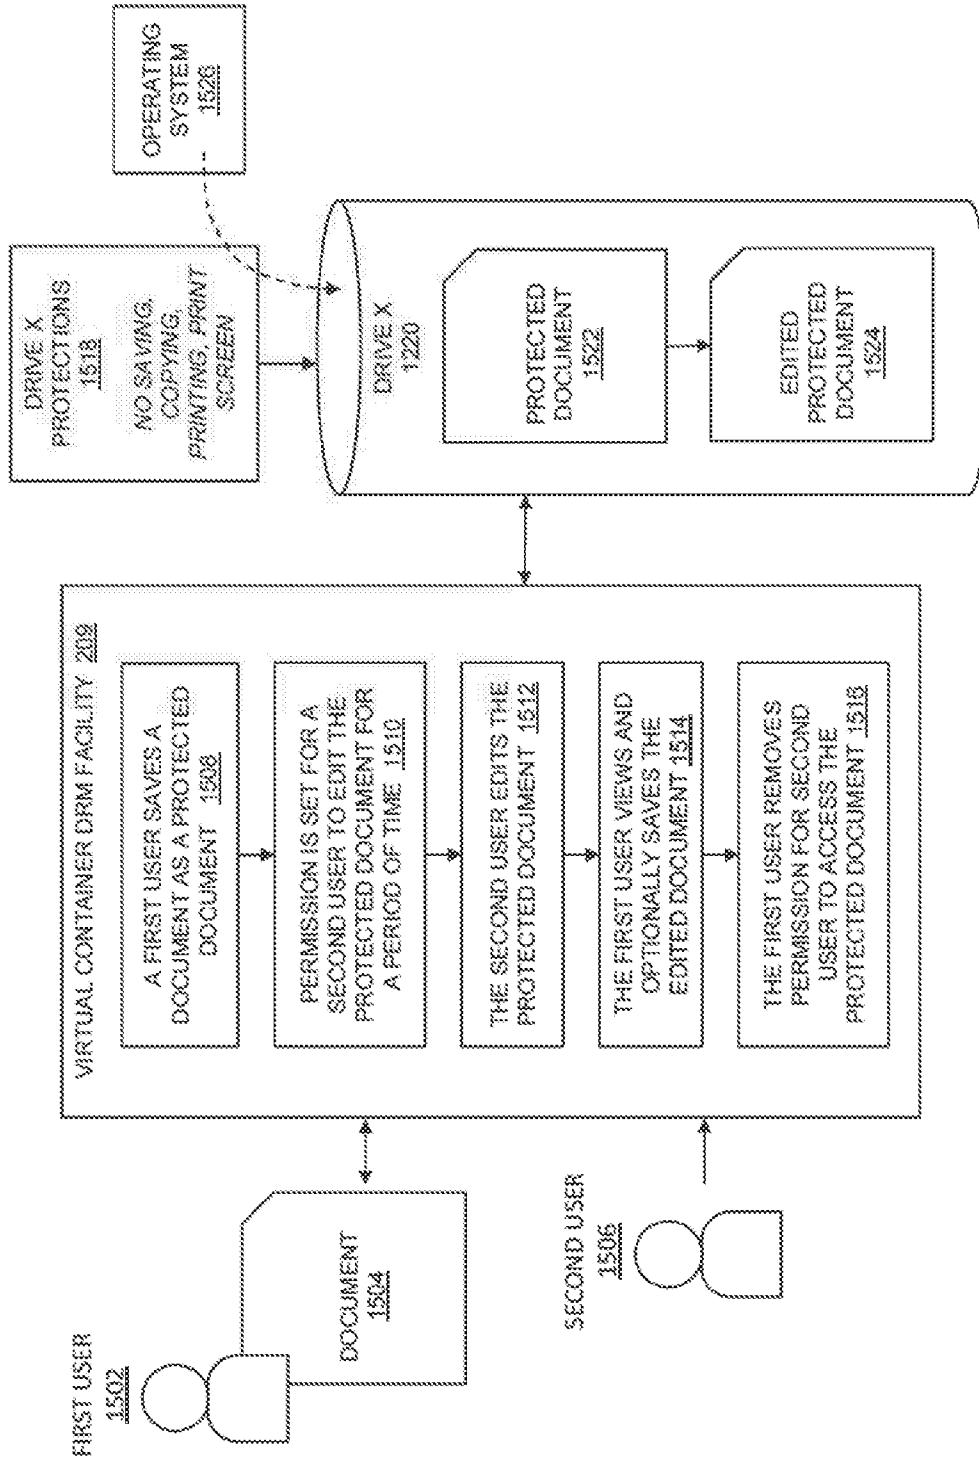 FIRST USER
1502
DOCUMENT
1504
SECOND USER
1506
VIRTUAL CONTAINER DRM FACILITY 209
A FIRST USER SAVES A
DOCUMENT AS A PROTECTED
DOCUMENT 1508
PERMISSION IS SET FOR A
SECOND USER TO EDIT THE
PROTECTED DOCUMENT FOR
A PERIOD OF TIME 1510
THE SECOND USER EDITS THE
PROTECTED DOCUMENT 1512
THE FIRST USER VIEWS AND
OPTIONALLY SAVES THE
EDITED DOCUMENT 1514
THE FIRST USER REMOVES
PERMISSION FOR SECOND
USER TO ACCESS THE
PROTECTED DOCUMENT 1516
DRIVE X
PROTECTIONS
1518
NO SAVING,
COPYING,
PRINTING, PRINT
SCREEN
OPERATING
SYSTEM
1526
DRIVE X
1220
PROTECTED
DOCUMENT
1522
EDITED
PROTECTED
DOCUMENT
1524